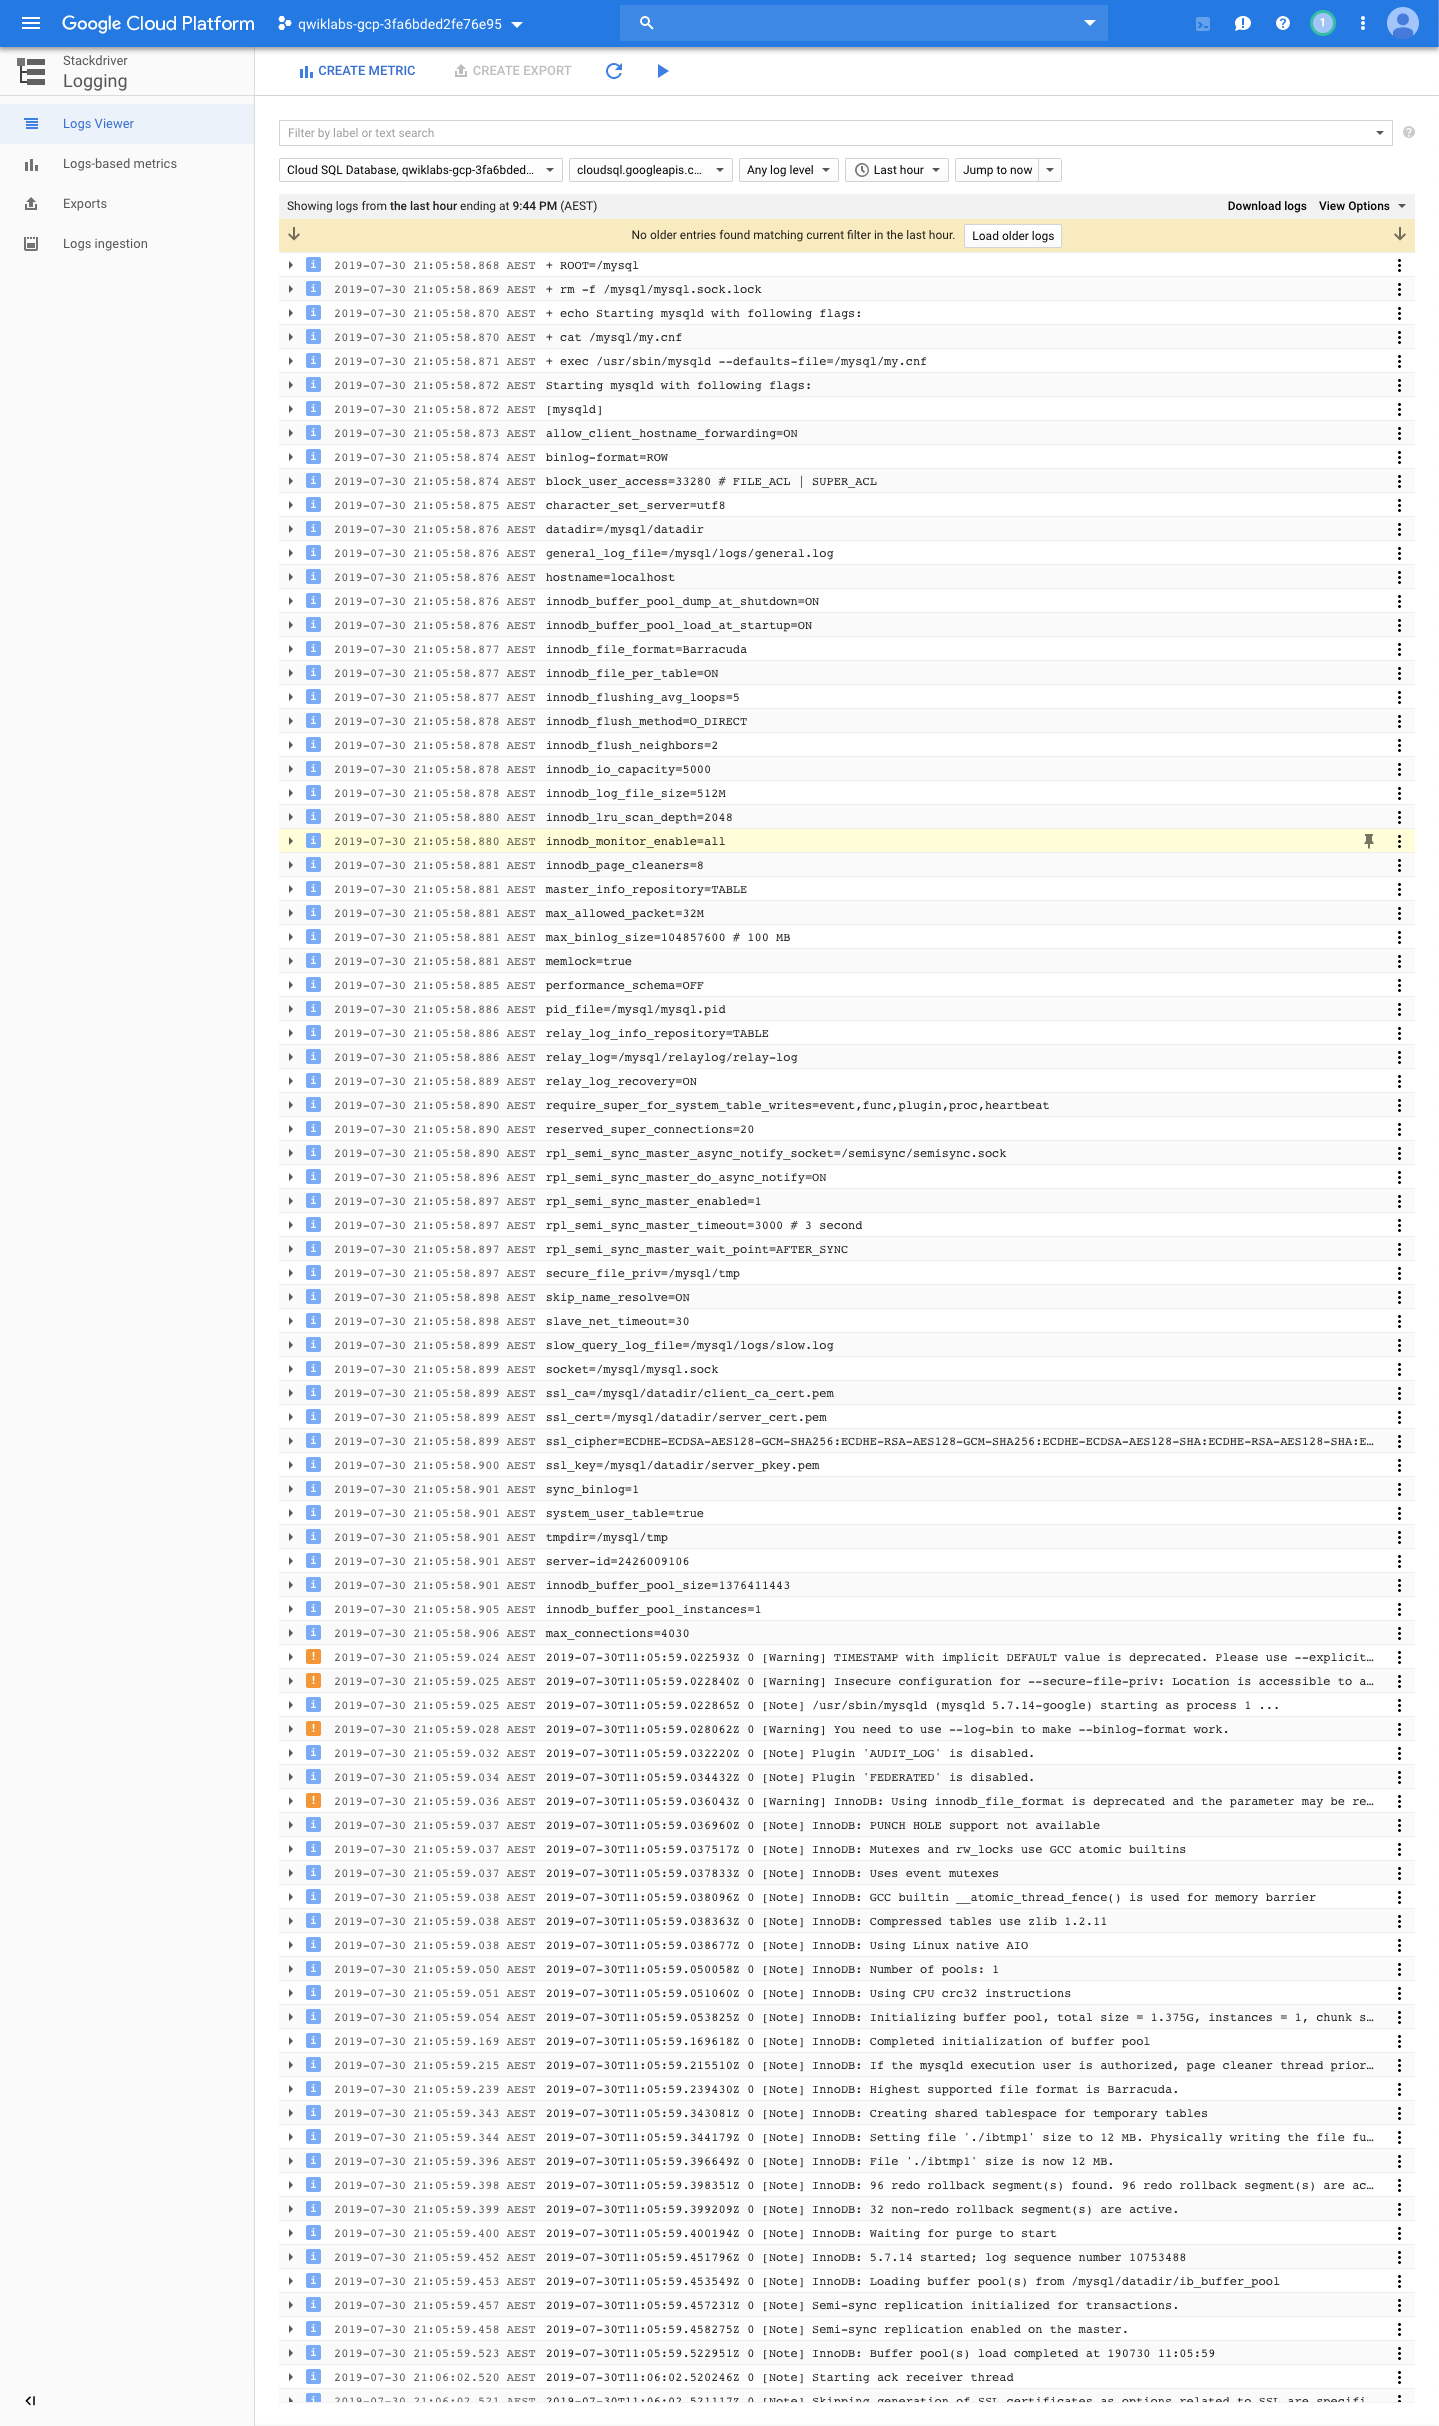 Google Cloud Platform qwiklabs-gcp-3fa6bded2fe76e95 1
Stackdriver
Logging
CREATE METRIC CREATE EXPORT
Logs Viewer
Logs-based metrics
Exports
Logs ingestion
Filter by label or text search
Cloud SQL Database, qwiklabs-gcp-3fa6bded... cloudsql.googleapis.c... Any log level Last hour Jump to now
Showing logs from the last hour ending at 9:44 PM (AEST) Download logs View Options
No older entries found matching current filter in the last hour. Load older logs
2019-07-30 21:05:58.868 AEST + ROOT=/mysql
2019-07-30 21:05:58.869 AEST + rm -f /mysql/mysql.sock.lock
2019-07-30 21:05:58.870 AEST + echo Starting mysqld with following flags:
2019-07-30 21:05:58.870 AEST + cat /mysql/my.cnf
2019-07-30 21:05:58.871 AEST + exec /usr/sbin/mysqld --defaults-file=/mysql/my.cnf
2019-07-30 21:05:58.872 AEST Starting mysqld with following flags:
2019-07-30 21:05:58.872 AEST [mysqld]
2019-07-30 21:05:58.873 AEST allow_client_hostname_forwarding=ON
2019-07-30 21:05:58.874 AEST binlog-format=ROW
2019-07-30 21:05:58.874 AEST block_user_access=33280 # FILE_ACL | SUPER_ACL
2019-07-30 21:05:58.875 AEST character_set_server=utf8
2019-07-30 21:05:58.876 AEST datadir=/mysql/datadir
2019-07-30 21:05:58.876 AEST general_log_file=/mysql/logs/general.log
2019-07-30 21:05:58.876 AEST hostname=localhost
2019-07-30 21:05:58.876 AEST innodb_buffer_pool_dump_at_shutdown=ON
2019-07-30 21:05:58.876 AEST innodb_buffer_pool_load_at_startup=ON
2019-07-30 21:05:58.877 AEST innodb_file_format=Barracuda
2019-07-30 21:05:58.877 AEST innodb_file_per_table=ON
2019-07-30 21:05:58.877 AEST innodb_flushing_avg_loops=5
2019-07-30 21:05:58.878 AEST innodb_flush_method=O_DIRECT
2019-07-30 21:05:58.878 AEST innodb_flush_neighbors=2
2019-07-30 21:05:58.878 AEST innodb_io_capacity=5000
2019-07-30 21:05:58.878 AEST innodb_log_file_size=512M
2019-07-30 21:05:58.880 AEST innodb_lru_scan_depth=2048
2019-07-30 21:05:58.880 AEST innodb_monitor_enable=all
2019-07-30 21:05:58.881 AEST innodb_page_cleaners=8
2019-07-30 21:05:58.881 AEST master_info_repository=TABLE
2019-07-30 21:05:58.881 AEST max_allowed_packet=32M
2019-07-30 21:05:58.881 AEST max_binlog_size=104857600 # 100 MB
2019-07-30 21:05:58.881 AEST memlock=true
2019-07-30 21:05:58.885 AEST performance_schema=OFF
2019-07-30 21:05:58.886 AEST pid_file=/mysql/mysql.pid
2019-07-30 21:05:58.886 AEST relay_log_info_repository=TABLE
2019-07-30 21:05:58.886 AEST relay_log=/mysql/relaylog/relay-log
2019-07-30 21:05:58.889 AEST relay_log_recovery=ON
2019-07-30 21:05:58.890 AEST require_super_for_system_table_writes=event,func,plugin,proc,heartbeat
2019-07-30 21:05:58.890 AEST reserved_super_connections=20
2019-07-30 21:05:58.890 AEST rpl_semi_sync_master_async_notify_socket=/semisync/semisync.sock
2019-07-30 21:05:58.896 AEST rpl_semi_sync_master_do_async_notify=ON
2019-07-30 21:05:58.897 AEST rpl_semi_sync_master_enabled=1
2019-07-30 21:05:58.897 AEST rpl_semi_sync_master_timeout=3000 # 3 second
2019-07-30 21:05:58.897 AEST rpl_semi_sync_master_wait_point=AFTER_SYNC
2019-07-30 21:05:58.897 AEST secure_file_priv=/mysql/tmp
2019-07-30 21:05:58.898 AEST skip_name_resolve=ON
2019-07-30 21:05:58.898 AEST slave_net_timeout=30
2019-07-30 21:05:58.899 AEST slow_query_log_file=/mysql/logs/slow.log
2019-07-30 21:05:58.899 AEST socket=/mysql/mysql.sock
2019-07-30 21:05:58.899 AEST ssl_ca=/mysql/datadir/client_ca_cert.pem
2019-07-30 21:05:58.899 AEST ssl_cert=/mysql/datadir/server_cert.pem
2019-07-30 21:05:58.899 AEST ssl_cipher=ECDHE-ECDSA-AES128-GCM-SHA256:ECDHE-RSA-AES128-GCM-SHA256:ECDHE-ECDSA-AES128-SHA:ECDHE-RSA-AES128-SHA:E...
2019-07-30 21:05:58.900 AEST ssl_key=/mysql/datadir/server_pkey.pem
2019-07-30 21:05:58.901 AEST sync_binlog=1
2019-07-30 21:05:58.901 AEST system_user_table=true
2019-07-30 21:05:58.901 AEST tmpdir=/mysql/tmp
2019-07-30 21:05:58.901 AEST server-id=2426009106
2019-07-30 21:05:58.901 AEST innodb_buffer_pool_size=1376411443
2019-07-30 21:05:58.905 AEST innodb_buffer_pool_instances=1
2019-07-30 21:05:58.906 AEST max_connections=4030
2019-07-30 21:05:59.024 AEST 2019-07-30T11:05:59.022593Z 0 [Warning] TIMESTAMP with implicit DEFAULT value is deprecated. Please use --explicit...
2019-07-30 21:05:59.025 AEST 2019-07-30T11:05:59.022840Z 0 [Warning] Insecure configuration for --secure-file-priv: Location is accessible to a...
2019-07-30 21:05:59.025 AEST 2019-07-30T11:05:59.022865Z 0 [Note] /usr/sbin/mysqld (mysqld 5.7.14-google) starting as process 1 ...
2019-07-30 21:05:59.028 AEST 2019-07-30T11:05:59.028062Z 0 [Warning] You need to use --log-bin to make --binlog-format work.
2019-07-30 21:05:59.032 AEST 2019-07-30T11:05:59.032220Z 0 [Note] Plugin 'AUDIT_LOG' is disabled.
2019-07-30 21:05:59.034 AEST 2019-07-30T11:05:59.034432Z 0 [Note] Plugin 'FEDERATED' is disabled.
2019-07-30 21:05:59.036 AEST 2019-07-30T11:05:59.036043Z 0 [Warning] InnoDB: Using innodb_file_format is deprecated and the parameter may be re...
2019-07-30 21:05:59.037 AEST 2019-07-30T11:05:59.036960Z 0 [Note] InnoDB: PUNCH HOLE support not available
2019-07-30 21:05:59.037 AEST 2019-07-30T11:05:59.037517Z 0 [Note] InnoDB: Mutexes and rw_locks use GCC atomic builtins
2019-07-30 21:05:59.037 AEST 2019-07-30T11:05:59.037833Z 0 [Note] InnoDB: Uses event mutexes
2019-07-30 21:05:59.038 AEST 2019-07-30T11:05:59.038096Z 0 [Note] InnoDB: GCC builtin __atomic_thread_fence() is used for memory barrier
2019-07-30 21:05:59.038 AEST 2019-07-30T11:05:59.038363Z 0 [Note] InnoDB: Compressed tables use zlib 1.2.11
2019-07-30 21:05:59.038 AEST 2019-07-30T11:05:59.038677Z 0 [Note] InnoDB: Using Linux native AIO
2019-07-30 21:05:59.050 AEST 2019-07-30T11:05:59.050058Z 0 [Note] InnoDB: Number of pools: 1
2019-07-30 21:05:59.051 AEST 2019-07-30T11:05:59.051060Z 0 [Note] InnoDB: Using CPU crc32 instructions
2019-07-30 21:05:59.054 AEST 2019-07-30T11:05:59.053825Z 0 [Note] InnoDB: Initializing buffer pool, total size = 1.375G, instances = 1, chunk s...
2019-07-30 21:05:59.169 AEST 2019-07-30T11:05:59.169618Z 0 [Note] InnoDB: Completed initialization of buffer pool
2019-07-30 21:05:59.215 AEST 2019-07-30T11:05:59.215510Z 0 [Note] InnoDB: If the mysqld execution user is authorized, page cleaner thread prior...
2019-07-30 21:05:59.239 AEST 2019-07-30T11:05:59.239430Z 0 [Note] InnoDB: Highest supported file format is Barracuda.
2019-07-30 21:05:59.343 AEST 2019-07-30T11:05:59.343081Z 0 [Note] InnoDB: Creating shared tablespace for temporary tables
2019-07-30 21:05:59.344 AEST 2019-07-30T11:05:59.344179Z 0 [Note] InnoDB: Setting file './ibtmp1' size to 12 MB. Physically writing the file fu...
2019-07-30 21:05:59.396 AEST 2019-07-30T11:05:59.396649Z 0 [Note] InnoDB: File './ibtmp1' size is now 12 MB.
2019-07-30 21:05:59.398 AEST 2019-07-30T11:05:59.398351Z 0 [Note] InnoDB: 96 redo rollback segment(s) found. 96 redo rollback segment(s) are ac...
2019-07-30 21:05:59.399 AEST 2019-07-30T11:05:59.399209Z 0 [Note] InnoDB: 32 non-redo rollback segment(s) are active.
2019-07-30 21:05:59.400 AEST 2019-07-30T11:05:59.400194Z 0 [Note] InnoDB: Waiting for purge to start
2019-07-30 21:05:59.452 AEST 2019-07-30T11:05:59.451796Z 0 [Note] InnoDB: 5.7.14 started; log sequence number 10753488
2019-07-30 21:05:59.453 AEST 2019-07-30T11:05:59.453549Z 0 [Note] InnoDB: Loading buffer pool(s) from /mysql/datadir/ib_buffer_pool
2019-07-30 21:05:59.457 AEST 2019-07-30T11:05:59.457231Z 0 [Note] Semi-sync replication initialized for transactions.
2019-07-30 21:05:59.458 AEST 2019-07-30T11:05:59.458275Z 0 [Note] Semi-sync replication enabled on the master.
2019-07-30 21:05:59.523 AEST 2019-07-30T11:05:59.522951Z 0 [Note] InnoDB: Buffer pool(s) load completed at 190730 11:05:59
2019-07-30 21:06:02.520 AEST 2019-07-30T11:06:02.520246Z 0 [Note] Starting ack receiver thread
2019-07-30 21:06:02.521 AEST 2019-07-30T11:06:02.521117Z 0 [Note] Skipping generation of SSL certificates as options related to SSL are specifi...